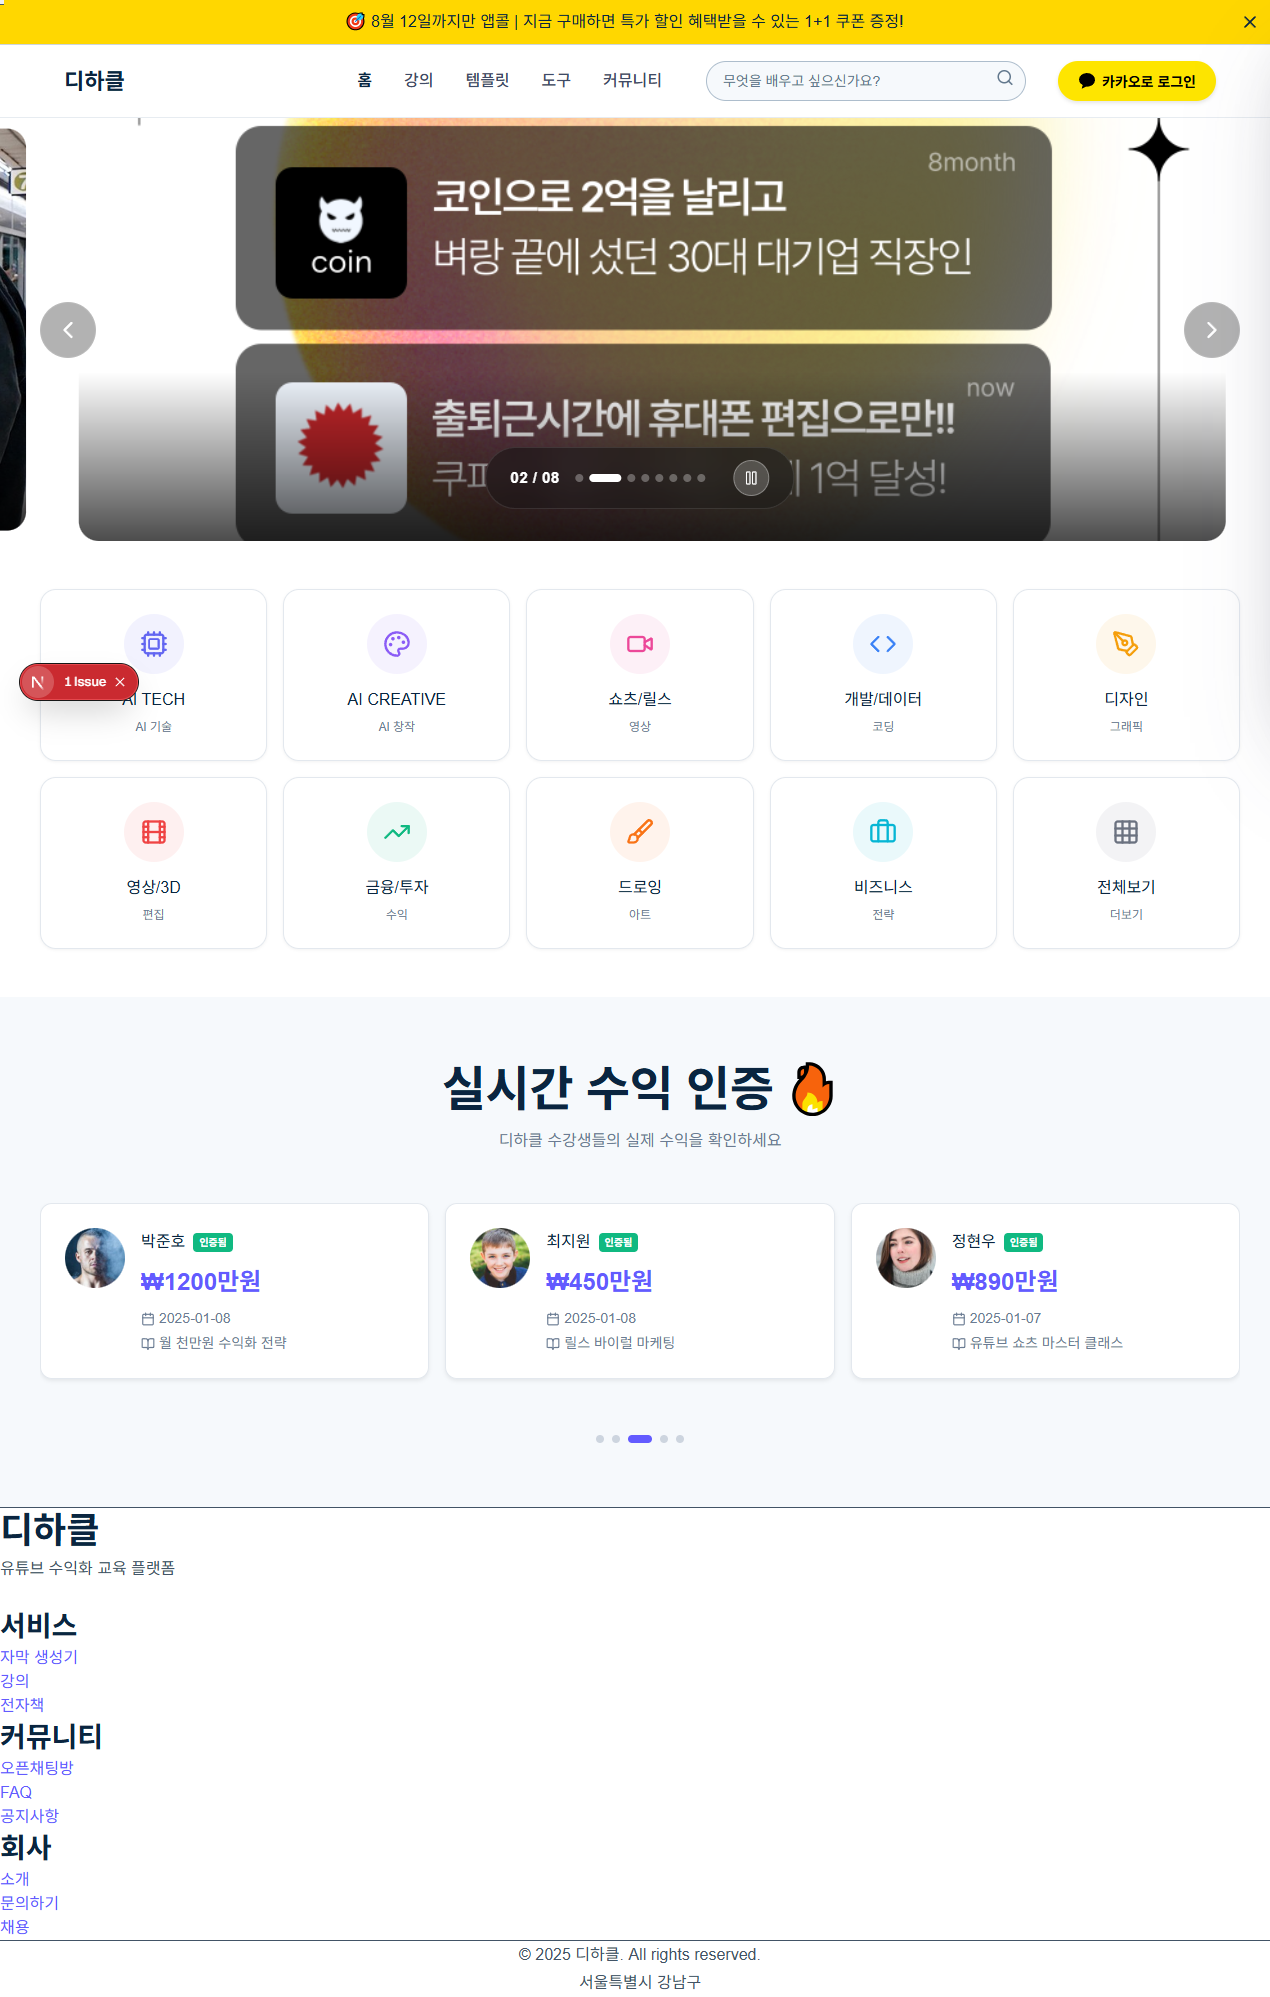 🎯 8월 12일까지만 앱콜 | 지금 구매하면 특가 할인 혜택받을 수 있는 1+1 쿠폰 증정!
디하클
홈
강의
템플릿
도구
커뮤니티
무엇을 배우고 싶으신가요?
카카오로 로그인
8month
coin
코인으로 2억을 날리고
벼랑 끝에 섰던 30대 대기업 직장인
now
출퇴근시간에 휴대폰 편집으로만!!
1억 달성!
02 / 08
1 Issue
AI TECH
AI 기술
AI CREATIVE
AI 창작
쇼츠/릴스
영상
개발/데이터
코딩
디자인
그래픽
영상/3D
편집
금융/투자
수익
드로잉
아트
비즈니스
전략
전체보기
더보기
실시간 수익 인증 🔥
디하클 수강생들의 실제 수익을 확인하세요
박준호 인증됨
₩1200만원
2025-01-08
월 천만원 수익화 전략
최지원 인증됨
₩450만원
2025-01-08
릴스 바이럴 마케팅
정현우 인증됨
₩890만원
2025-01-07
유튜브 쇼츠 마스터 클래스
디하클
유튜브 수익화 교육 플랫폼
서비스
자막 생성기
강의
전자책
커뮤니티
오픈채팅방
FAQ
공지사항
회사
소개
문의하기
채용
© 2025 디하클. All rights reserved.
서울특별시 강남구